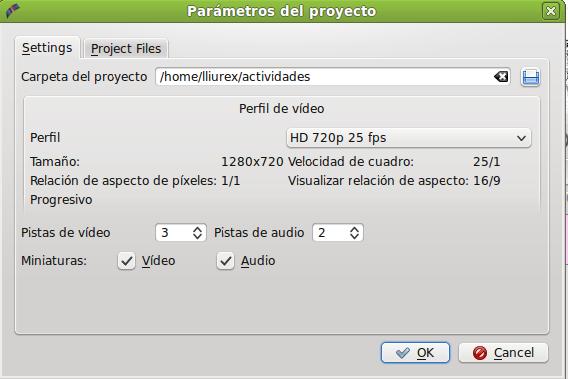 Parámetros del proyecto
Settings Project Files
Carpeta del proyecto /home/lliurex/actividades
Perfil de vídeo
Perfil HD 720p 25 fps
Tamaño: 1280x720 Velocidad de cuadro: 25/1
Relación de aspecto de píxeles: 1/1 Visualizar relación de aspecto: 16/9
Progresivo
Pistas de vídeo 3 Pistas de audio 2
Miniaturas: Vídeo Audio
OK Cancel